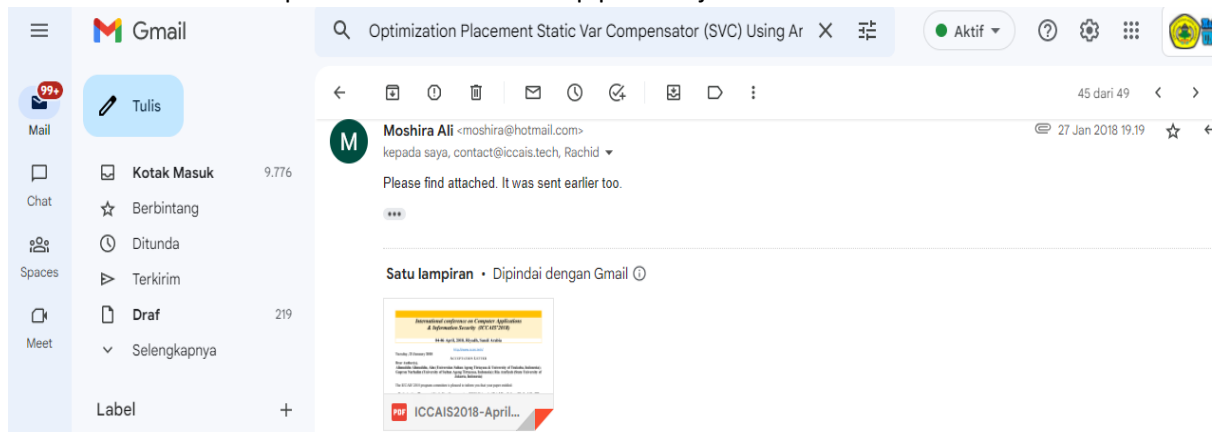 Gmail
Optimization Placement Static Var Compensator (SVC) Using Ar
Aktif
99+
Mail
Chat
Spaces
Meet
Tulis
Kotak Masuk 9.776
Berbintang
Ditunda
Terkirim
Draf 219
Selengkapnya
Label +
45 dari 49
Moshira Ali <moshira@hotmail.com>
27 Jan 2018 19.19
kepada saya, contact@iccais.tech, Rachid
Please find attached. It was sent earlier too.
Satu lampiran • Dipindai dengan Gmail
International conference on Computer Applications
& Information Security (ICCAIS'2018)
PDF ICCAIS2018-April...